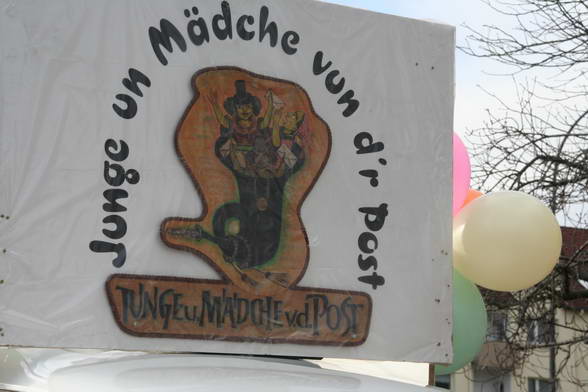 Junge un Mädche vun d'r Post
JUNGE u. MÄDCHE v.d. POST